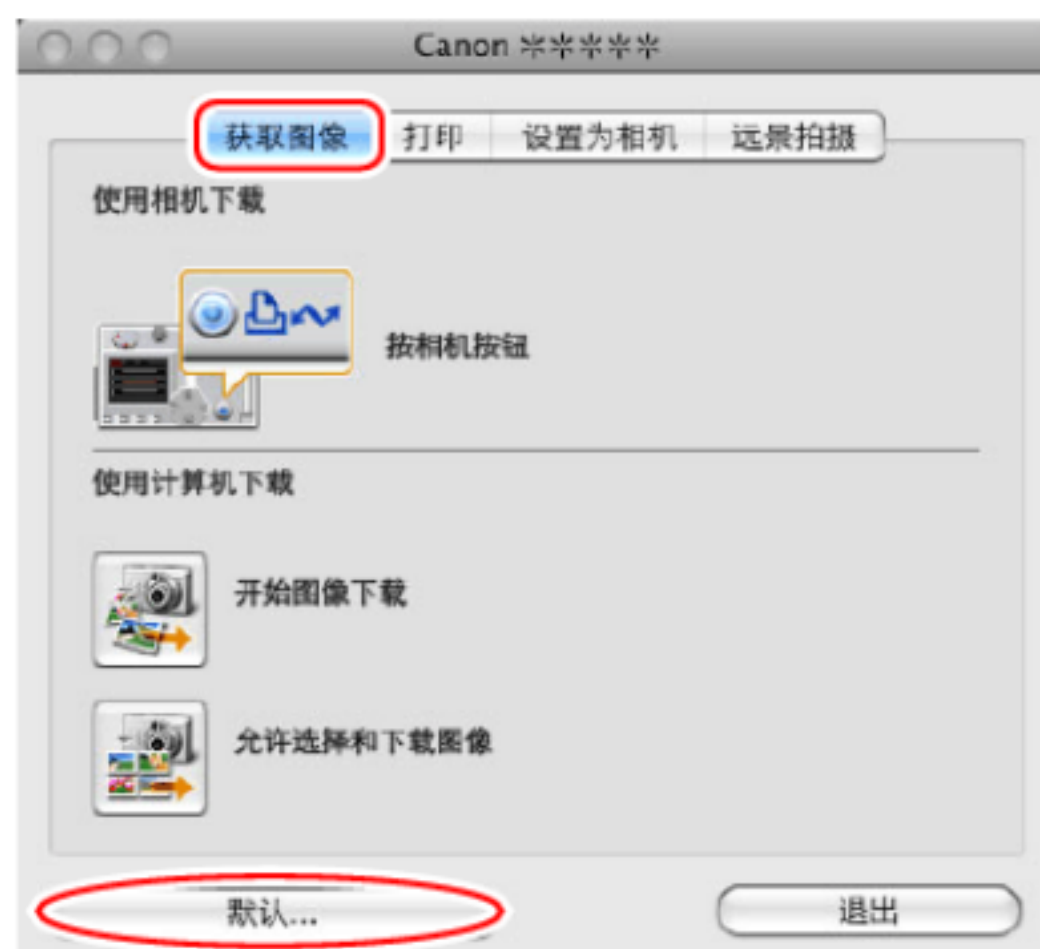 Canon ＊＊＊＊＊
获取图像 打印 设置为相机 远景拍摄
使用相机下载
按相机按钮
使用计算机下载
开始图像下载
允许选择和下载图像
默认... 退出